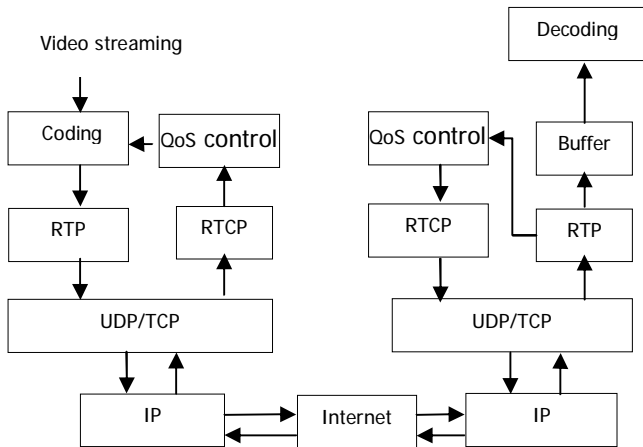 Decoding
Video streaming
Coding
QoS control
QoS control
Buffer
RTP
RTCP
RTCP
RTP
UDP/TCP
UDP/TCP
IP
Internet
IP